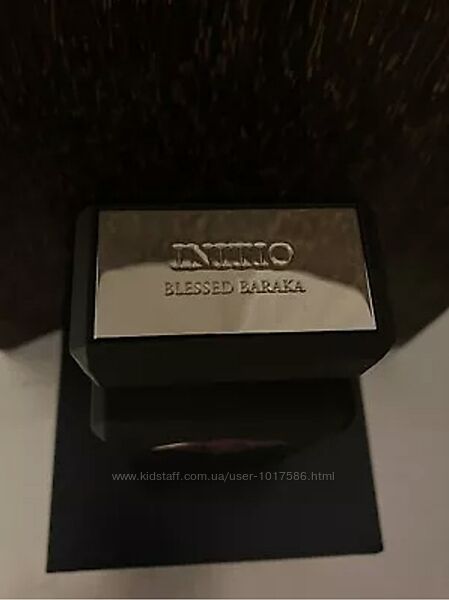 INITIO
BLESSED BARAKA
www.kidstaff.com.ua/user-1017586.html